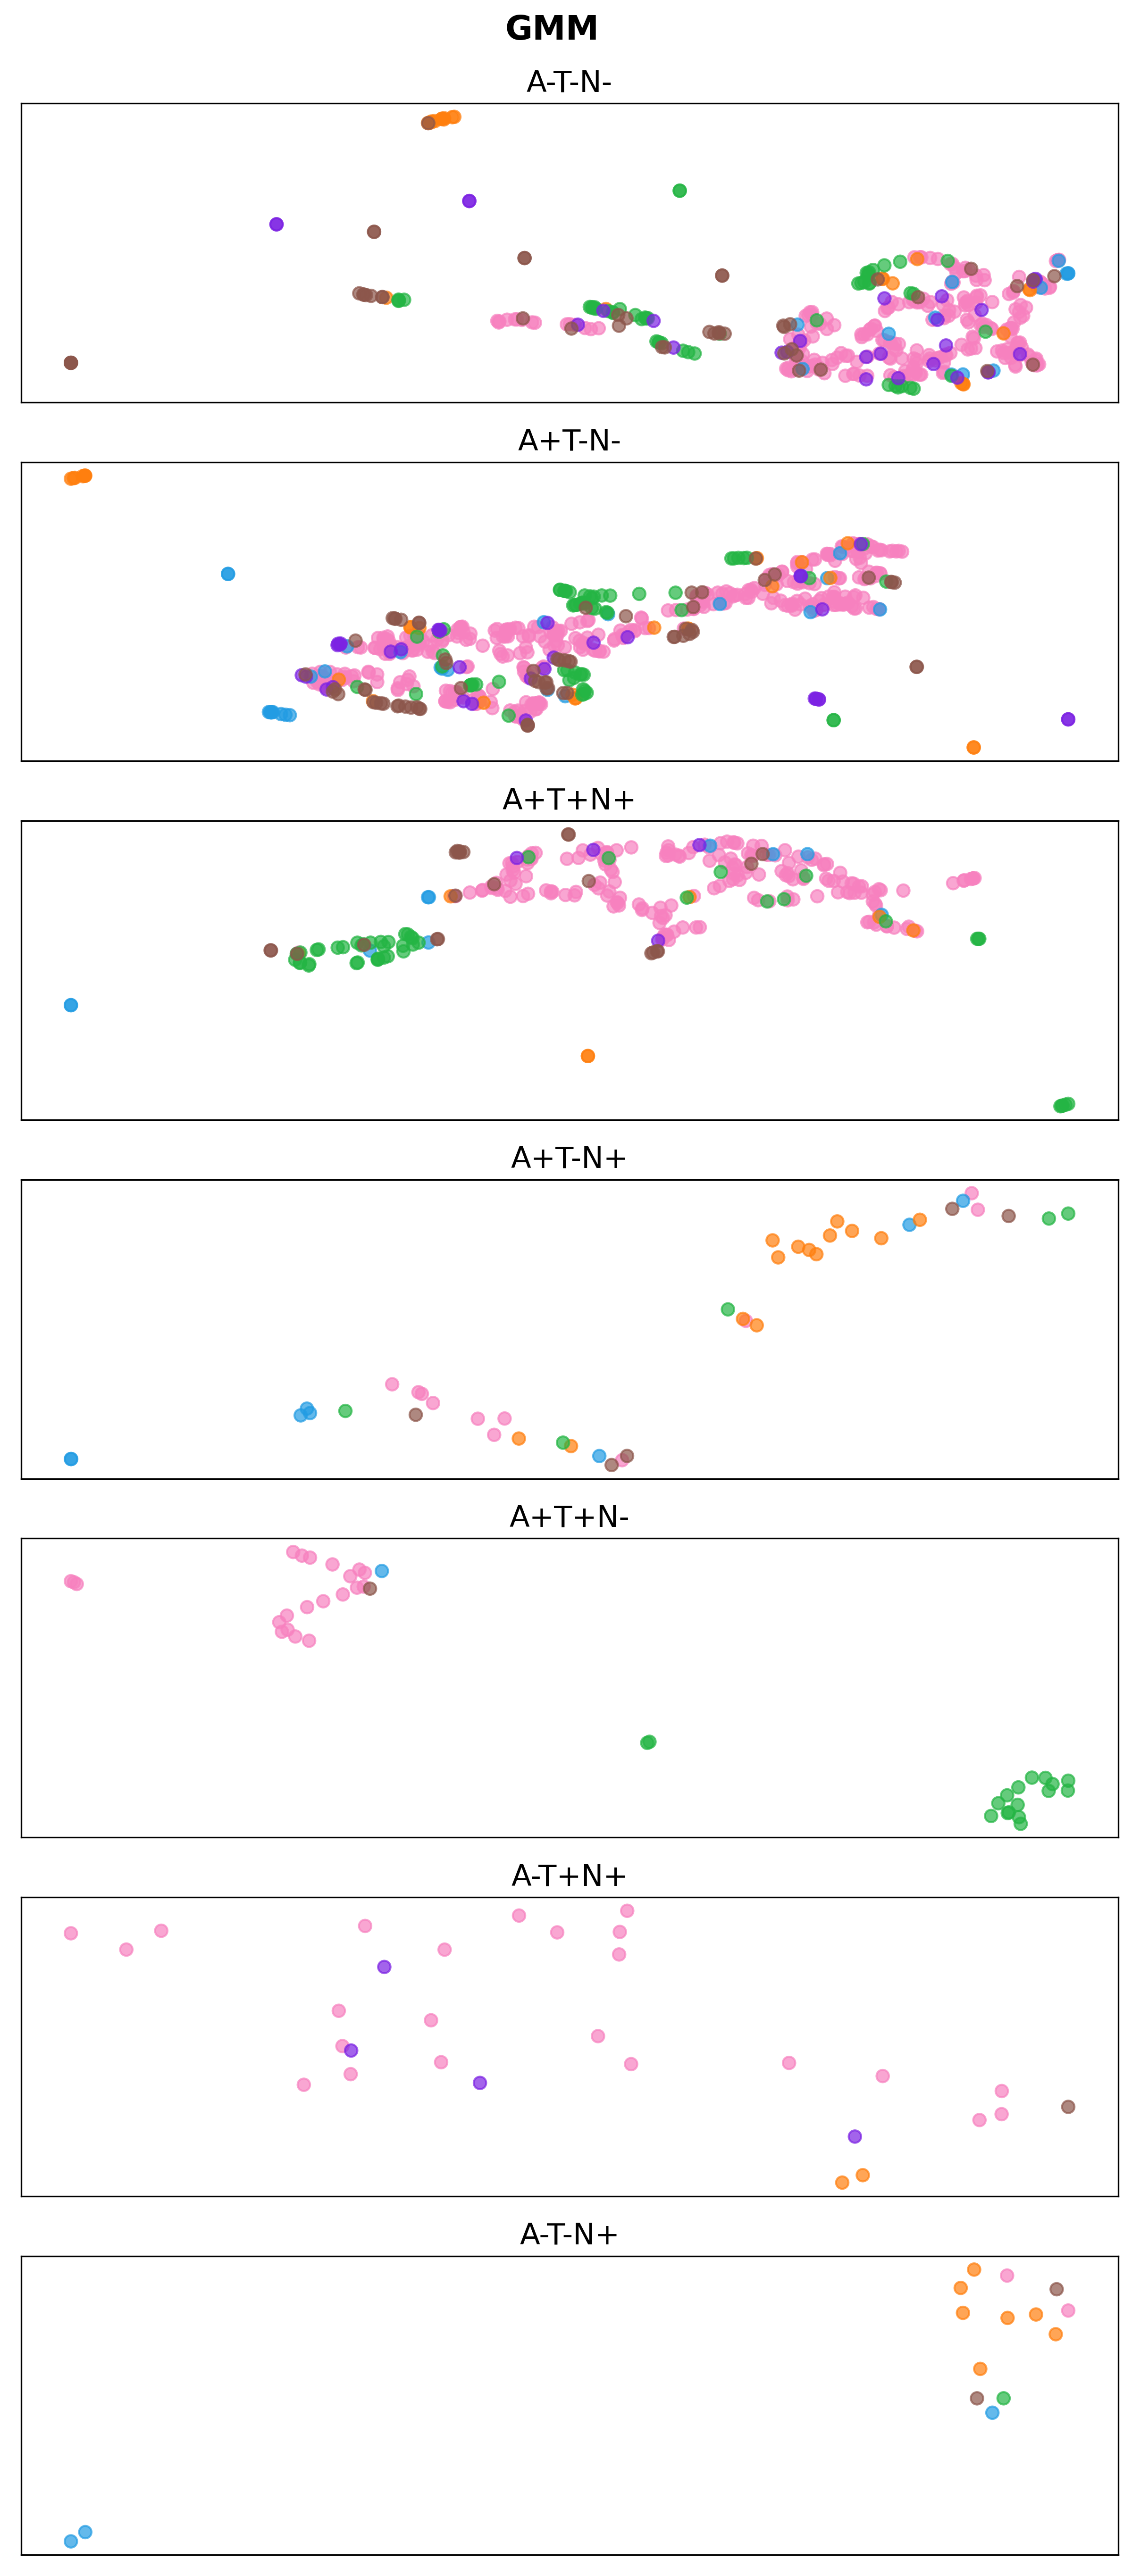 GMM
A-T-N-
A+T-N-
A+T+N+
A+T-N+
A+T+N-
A-T+N+
A-T-N+